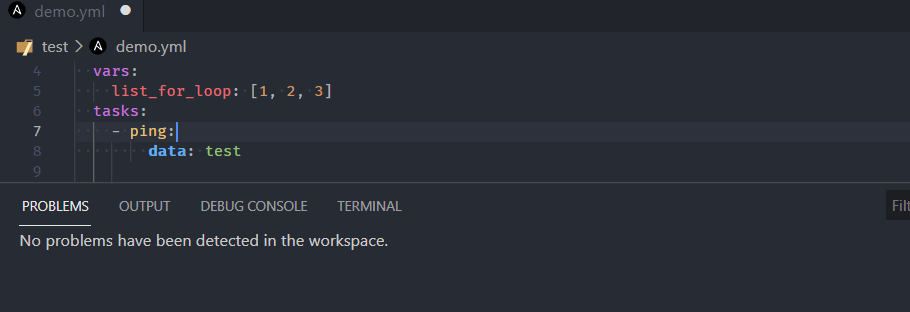 demo.yml
test > demo.yml
4 vars:
5 list_for_loop: [1, 2, 3]
6 tasks:
7 - ping:
8 data: test
9
PROBLEMS OUTPUT DEBUG CONSOLE TERMINAL Filt
No problems have been detected in the workspace.